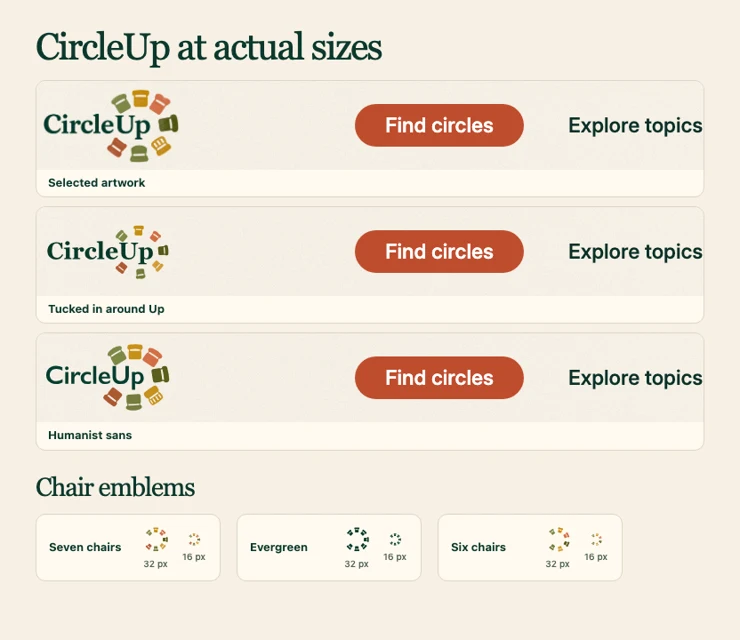 CircleUp at actual sizes
CircleUp Find circles Explore topics
Selected artwork
CircleUp Find circles Explore topics
Tucked in around Up
CircleUp Find circles Explore topics
Humanist sans
Chair emblems
Seven chairs 32 px 16 px
Evergreen 32 px 16 px
Six chairs 32 px 16 px